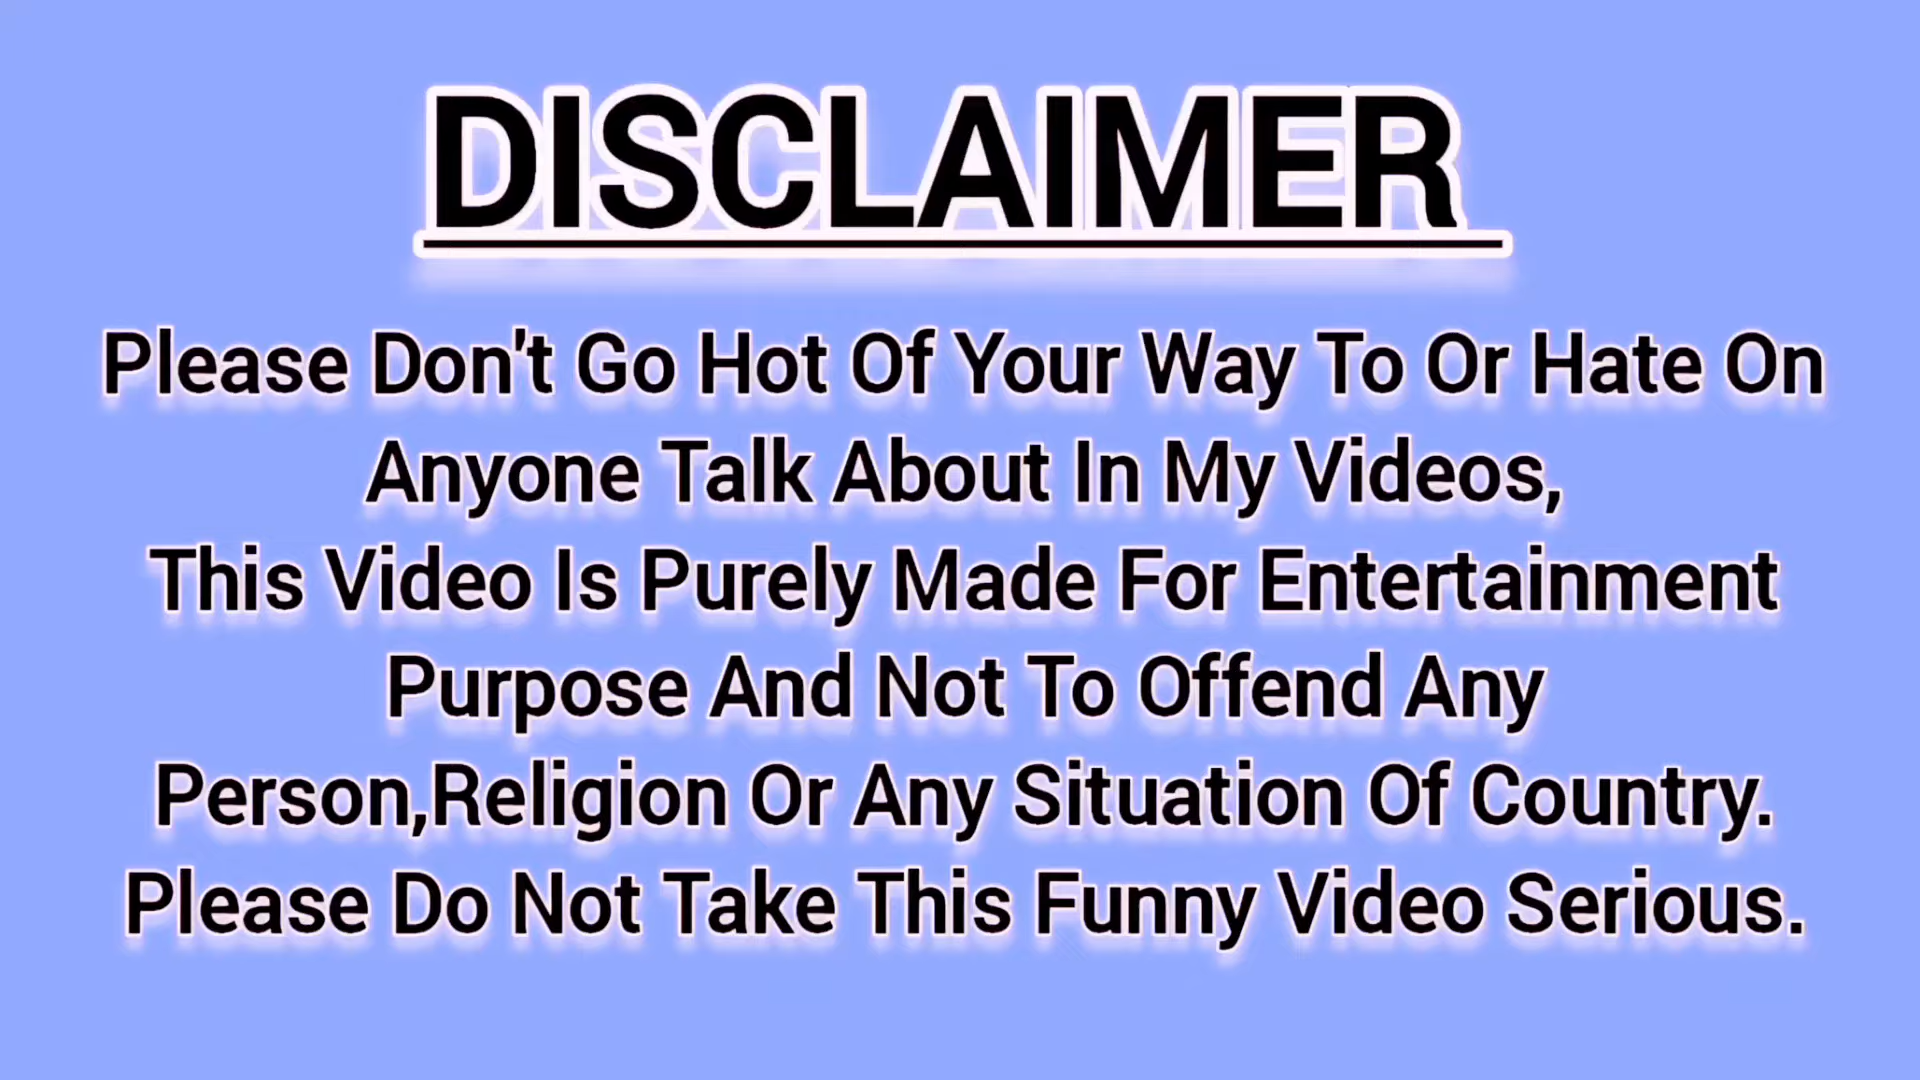 DISCLAIMER
Please Don't Go Hot Of Your Way To Or Hate On
Anyone Talk About In My Videos,
This Video Is Purely Made For Entertainment
Purpose And Not To Offend Any
Person,Religion Or Any Situation Of Country.
Please Do Not Take This Funny Video Serious.